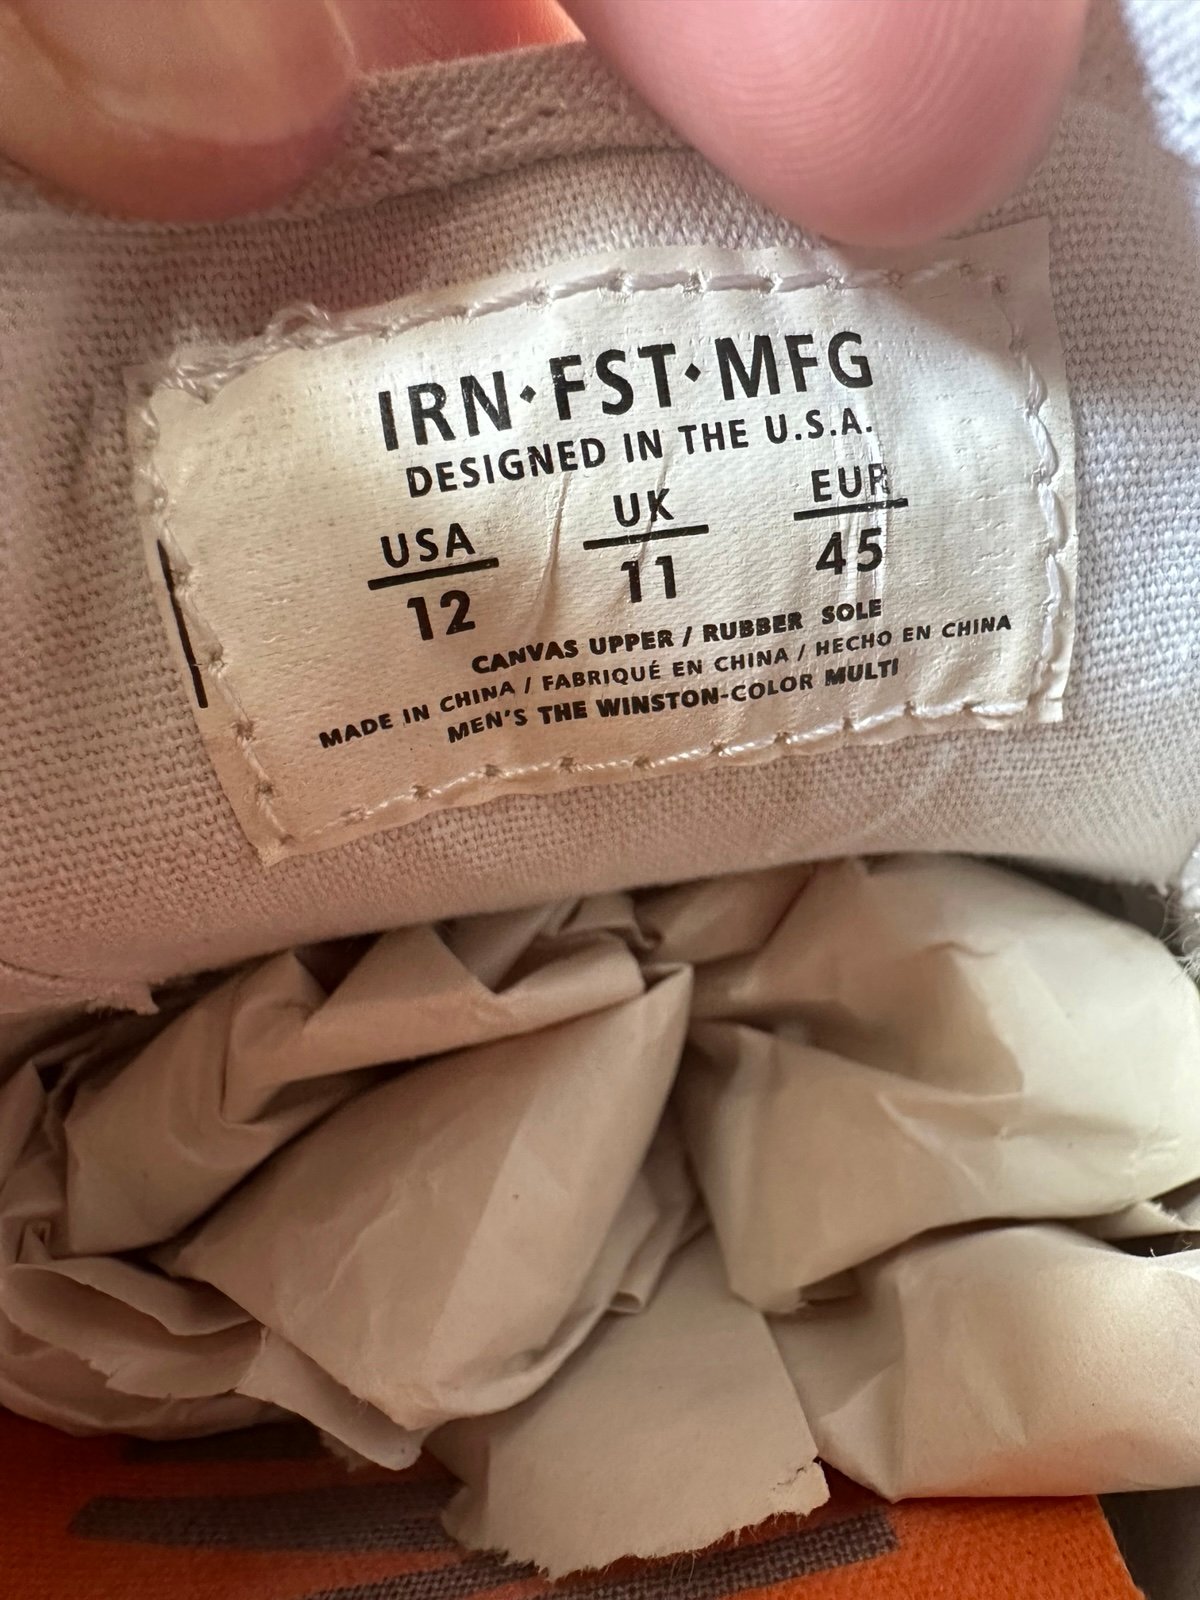 IRN·FST·MFG
DESIGNED IN THE U.S.A.
USA UK EUR
12 11 45
CANVAS UPPER / RUBBER SOLE
MADE IN CHINA / FABRIQUÉ EN CHINA / HECHO EN CHINA
MEN'S THE WINSTON-COLOR MULTI